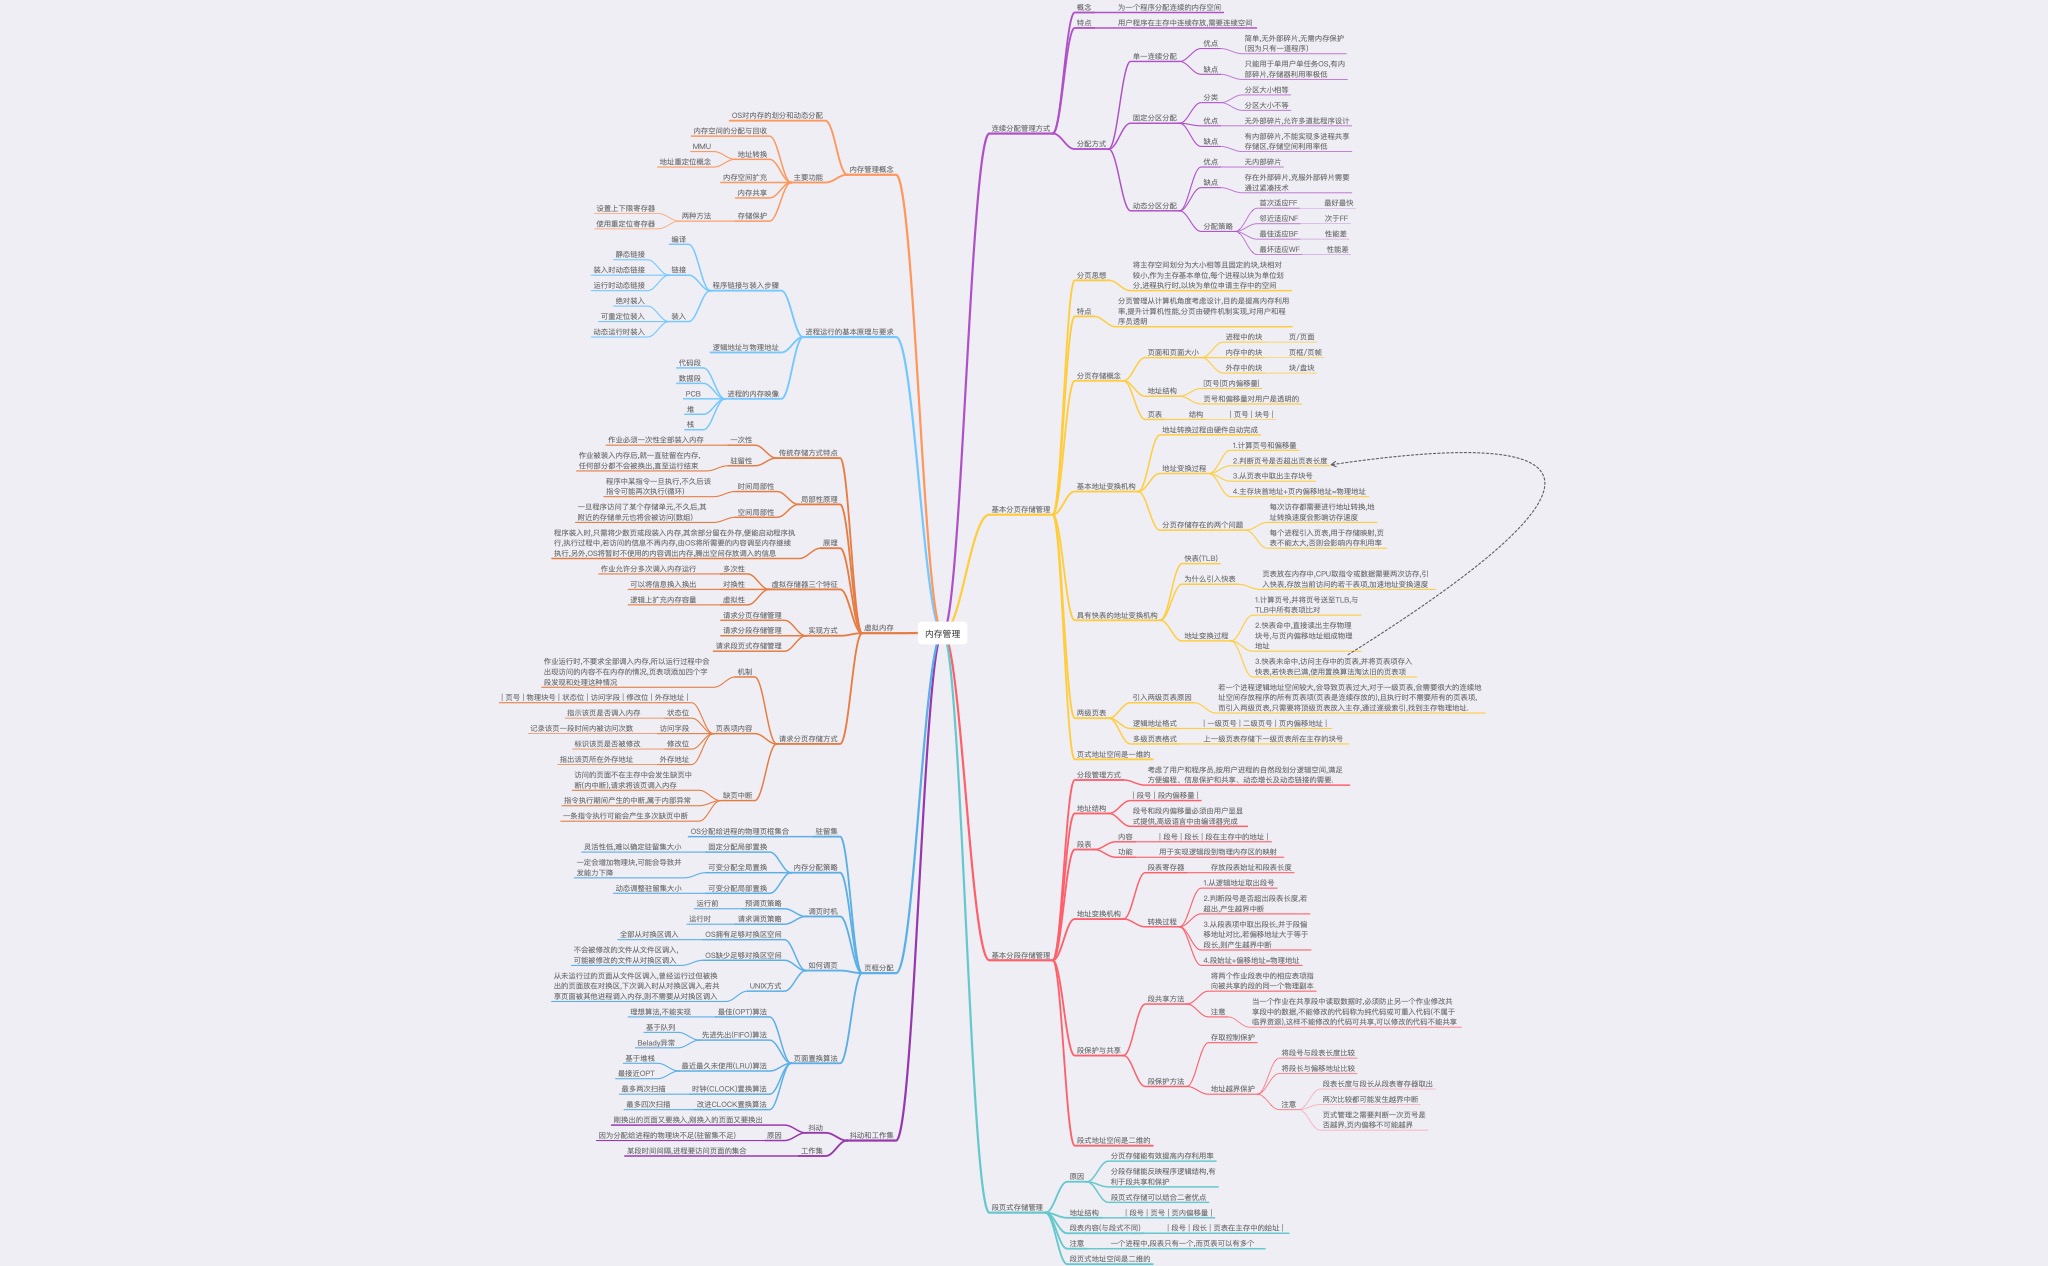 内存管理
内存管理概念
OS对内存的划分和动态分配
主要功能
内存空间的分配与回收
地址转换
MMU
地址重定位概念
内存空间扩充
内存共享
存储保护
两种方法
设置上下限寄存器
使用重定位寄存器
进程运行的基本原理与要求
程序链接与装入步骤
编译
链接
静态链接
装入时动态链接
运行时动态链接
装入
绝对装入
可重定位装入
动态运行时装入
逻辑地址与物理地址
进程的内存映像
代码段
数据段
PCB
堆
栈
虚拟内存
传统存储方式特点
一次性
作业必须一次性全部装入内存
驻留性
作业被装入内存后,就一直驻留在内存,
任何部分都不会被换出,直至运行结束
局部性原理
时间局部性
程序中某指令一旦执行,不久后该
指令可能再次执行(循环)
空间局部性
一旦程序访问了某个存储单元,不久后,其
附近的存储单元也将会被访问(数组)
原理
程序装入时,只需将少数页或段装入内存,其余部分留在外存,便能启动程序执
行,执行过程中,若访问的信息不再内存,由OS将所需要的内容调至内存继续
执行,另外,OS将暂时不使用的内容调出内存,腾出空间存放调入的信息
虚拟存储器三个特征
多次性
作业允许分多次调入内存运行
对换性
可以将信息换入换出
虚拟性
逻辑上扩充内存容量
实现方式
请求分页存储管理
请求分段存储管理
请求段页式存储管理
请求分页存储方式
机制
作业运行时,不要求全部调入内存,所以运行过程中会
出现访问的内容不在内存的情况,页表项添加四个字
段发现和处理这种情况
页表项内容
| 页号 | 物理块号 | 状态位 | 访问字段 | 修改位 | 外存地址 |
状态位
指示该页是否调入内存
访问字段
记录该页一段时间内被访问次数
修改位
标识该页是否被修改
外存地址
指出该页所在外存地址
缺页中断
访问的页面不在主存中会发生缺页中
断(内中断),请求将该页调入内存
指令执行期间产生的中断,属于内部异常
一条指令执行可能会产生多次缺页中断
页框分配
驻留集
OS分配给进程的物理页框集合
内存分配策略
固定分配局部置换
灵活性低,难以确定驻留集大小
可变分配全局置换
一定会增加物理块,可能会导致并
发能力下降
可变分配局部置换
动态调整驻留集大小
调页时机
预调页策略
运行前
请求调页策略
运行时
如何调页
OS拥有足够对换区空间
全部从对换区调入
OS缺少足够对换区空间
不会被修改的文件从文件区调入,
可能被修改的文件从对换区调入
UNIX方式
从未运行过的页面从文件区调入,曾经运行过但被换
出的页面放在对换区,下次调入时从对换区调入,若共
享页面被其他进程调入内存,则不需要从对换区调入
页面置换算法
最佳(OPT)算法
理想算法,不能实现
先进先出(FIFO)算法
基于队列
Belady异常
最近最久未使用(LRU)算法
基于堆栈
最接近OPT
时钟(CLOCK)置换算法
最多两次扫描
改进CLOCK置换算法
最多四次扫描
抖动和工作集
抖动
刚换出的页面又要换入,刚换入的页面又要换出
原因
因为分配给进程的物理块不足(驻留集不足)
工作集
某段时间间隔,进程要访问页面的集合
连续分配管理方式
概念
为一个程序分配连续的内存空间
特点
用户程序在主存中连续存放,需要连续空间
分配方式
单一连续分配
优点
简单,无外部碎片,无需内存保护
(因为只有一道程序)
缺点
只能用于单用户单任务OS,有内
部碎片,存储器利用率极低
固定分区分配
分类
分区大小相等
分区大小不等
优点
无外部碎片,允许多道批程序设计
缺点
有内部碎片,不能实现多进程共享
存储区,存储空间利用率低
动态分区分配
优点
无内部碎片
缺点
存在外部碎片,克服外部碎片需要
通过紧凑技术
分配策略
首次适应FF
最好最快
邻近适应NF
次于FF
最佳适应BF
性能差
最坏适应WF
性能差
基本分页存储管理
分页思想
将主存空间划分为大小相等且固定的块,块相对
较小,作为主存基本单位,每个进程以块为单位划
分,进程执行时,以块为单位申请主存中的空间
特点
分页管理从计算机角度考虑设计,目的是提高内存利用
率,提升计算机性能,分页由硬件机制实现,对用户和程
序员透明
分页存储概念
页面和页面大小
进程中的块
页/页面
内存中的块
页框/页帧
外存中的块
块/盘块
地址结构
|页号|页内偏移量|
页号和偏移量对用户是透明的
页表
结构
| 页号 | 块号 |
基本地址变换机构
地址转换过程由硬件自动完成
地址变换过程
1.计算页号和偏移量
2.判断页号是否超出页表长度
3.从页表中取出主存块号
4.主存块首地址+页内偏移地址=物理地址
分页存储存在的两个问题
每次访存都需要进行地址转换,地
址转换速度会影响访存速度
每个进程引入页表,用于存储映射,页
表不能太大,否则会影响内存利用率
具有快表的地址变换机构
快表(TLB)
为什么引入快表
页表放在内存中,CPU取指令或数据需要两次访存,引
入快表,存放当前访问的若干表项,加速地址变换速度
地址变换过程
1.计算页号,并将页号送至TLB,与
TLB中所有表项比对
2.快表命中,直接读出主存物理
块号,与页内偏移地址组成物理
地址
3.快表未命中,访问主存中的页表,并将页表项存入
快表,若快表已满,使用置换算法淘汰旧的页表项
两级页表
引入两级页表原因
若一个进程逻辑地址空间较大,会导致页表过大,对于一级页表,会需要很大的连续地
址空间存放程序的所有页表项(页表是连续存放的),且执行时不需要所有的页表项,
而引入两级页表,只需要将顶级页表放入主存,通过逐级索引,找到主存物理地址.
逻辑地址格式
| 一级页号 | 二级页号 | 页内偏移地址 |
多级页表格式
上一级页表存储下一级页表所在主存的块号
页式地址空间是一维的
基本分段存储管理
分段管理方式
考虑了用户和程序员,按用户进程的自然段划分逻辑空间,满足
方便编程、信息保护和共享、动态增长及动态链接的需要.
地址结构
| 段号 | 段内偏移量 |
段号和段内偏移量必须由用户显显
式提供,高级语言中由编译器完成
段表
内容
| 段号 | 段长 | 段在主存中的地址 |
功能
用于实现逻辑段到物理内存区的映射
地址变换机构
段表寄存器
存放段表始址和段表长度
转换过程
1.从逻辑地址取出段号
2.判断段号是否超出段表长度,若
超出,产生越界中断
3.从段表项中取出段长,并于段偏
移地址对比,若偏移地址大于等于
段长,则产生越界中断
4.段始址+偏移地址=物理地址
段保护与共享
段共享方法
将两个作业段表中的相应表项指
向被共享的段的同一个物理副本
注意
当一个作业在共享段中读取数据时,必须防止另一个作业修改共
享段中的数据,不能修改的代码称为纯代码或可重入代码(不属于
临界资源),这样不能修改的代码可共享,可以修改的代码不能共享
段保护方法
存取控制保护
地址越界保护
将段号与段表长度比较
将段长与偏移地址比较
注意
段表长度与段长从段表寄存器取出
两次比较都可能发生越界中断
页式管理之需要判断一次页号是
否越界,页内偏移不可能越界
段式地址空间是二维的
段页式存储管理
原因
分页存储能有效提高内存利用率
分段存储能反映程序逻辑结构,有
利于段共享和保护
段页式存储可以结合二者优点
地址结构
| 段号 | 页号 | 页内偏移量 |
段表内容(与段式不同)
| 段号 | 段长 | 页表在主存中的始址 |
注意
一个进程中,段表只有一个,而页表可以有多个
段页式地址空间是二维的